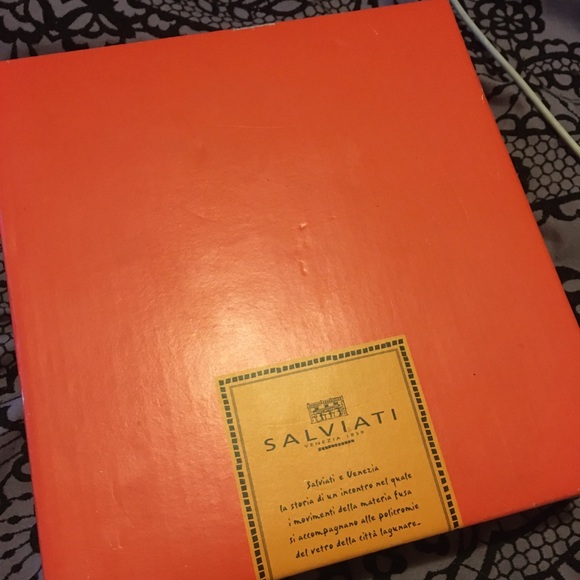 SALVIATI
VENEZIA 1859
Salviati e Venezia
la storia di un incontro nel quale
i movimenti della materia fusa
si accompagnano alle policromie
del vetro della città lagunare...